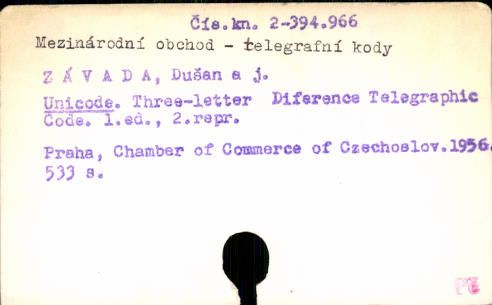 Čís.kn. 2-394.966
Mezinárodní obchod - telegrafní kody
Z Á V A D A, Dušan a j.
Unicode. Three-letter Diference Telegraphic
Code. 1.ed., 2.repr.
Praha, Chamber of Commerce of Czechoslov.1956.
533 s.
Pč